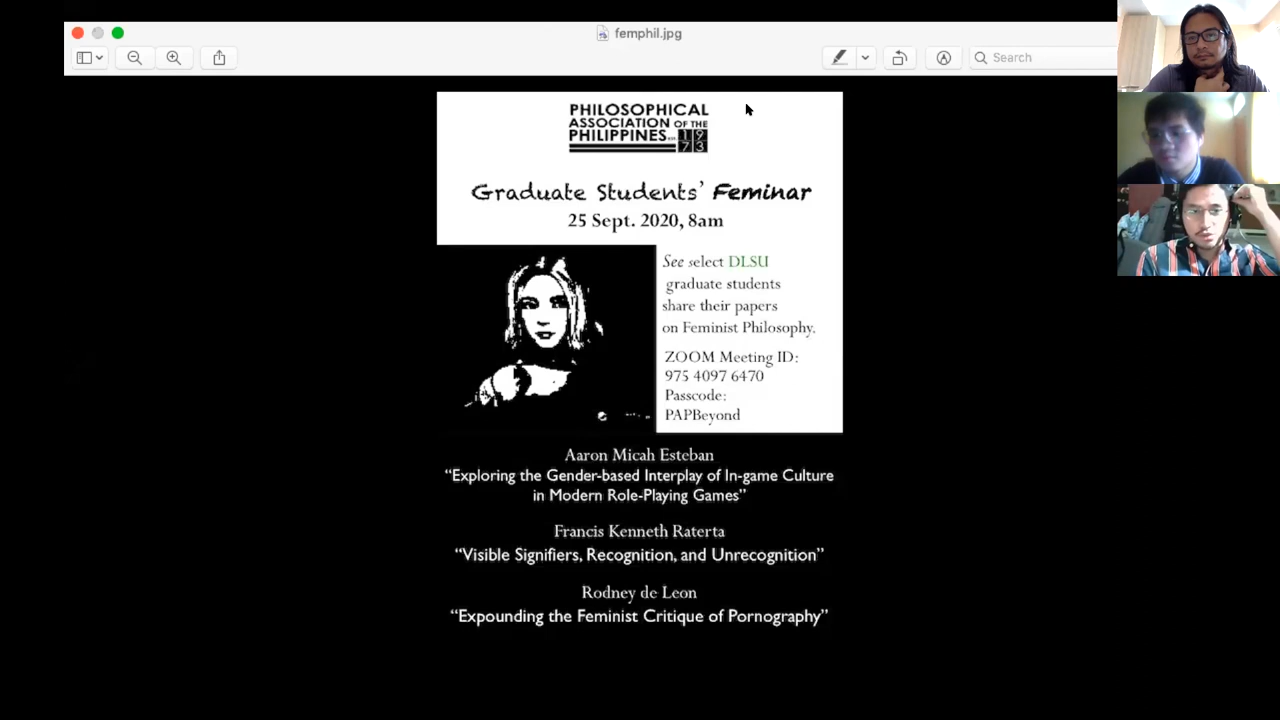 femphil.jpg
Search
PHILOSOPHICAL
ASSOCIATION OF THE
PHILIPPINES
19
73
Graduate Students' Feminar
25 Sept. 2020, 8am
See select DLSU
graduate students
share their papers
on Feminist Philosophy.
ZOOM Meeting ID:
975 4097 6470
Passcode:
PAPBeyond
Aaron Micah Esteban
“Exploring the Gender-based Interplay of In-game Culture
in Modern Role-Playing Games”
Francis Kenneth Raterta
“Visible Signifiers, Recognition, and Unrecognition”
Rodney de Leon
“Expounding the Feminist Critique of Pornography”